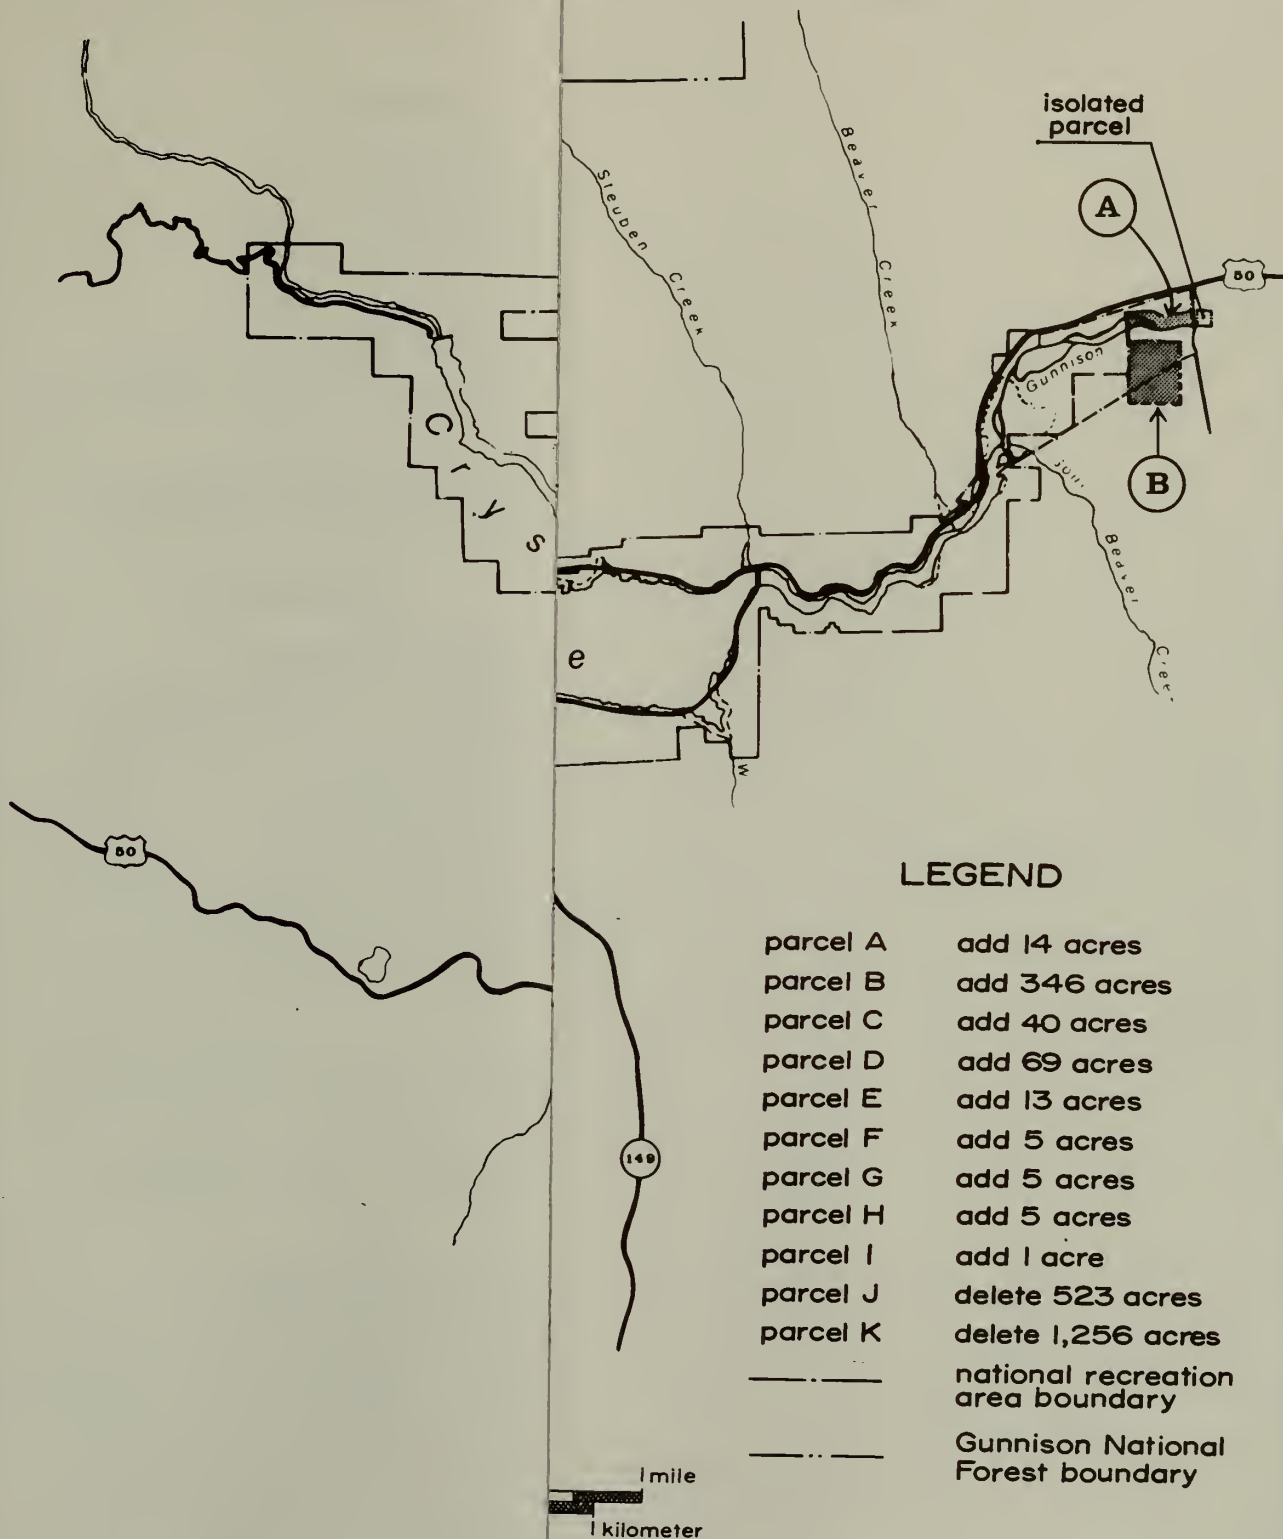 isolated
parcel
A
50
Beaver
Creek
Steuben
Creek
Gunnison
B
Beaver
C r y s
e
W
50
149
LEGEND
parcel A add 14 acres
parcel B add 346 acres
parcel C add 40 acres
parcel D add 69 acres
parcel E add 13 acres
parcel F add 5 acres
parcel G add 5 acres
parcel H add 5 acres
parcel I add 1 acre
parcel J delete 523 acres
parcel K delete 1,256 acres
national recreation
area boundary
Gunnison National
Forest boundary
1 mile
1 kilometer